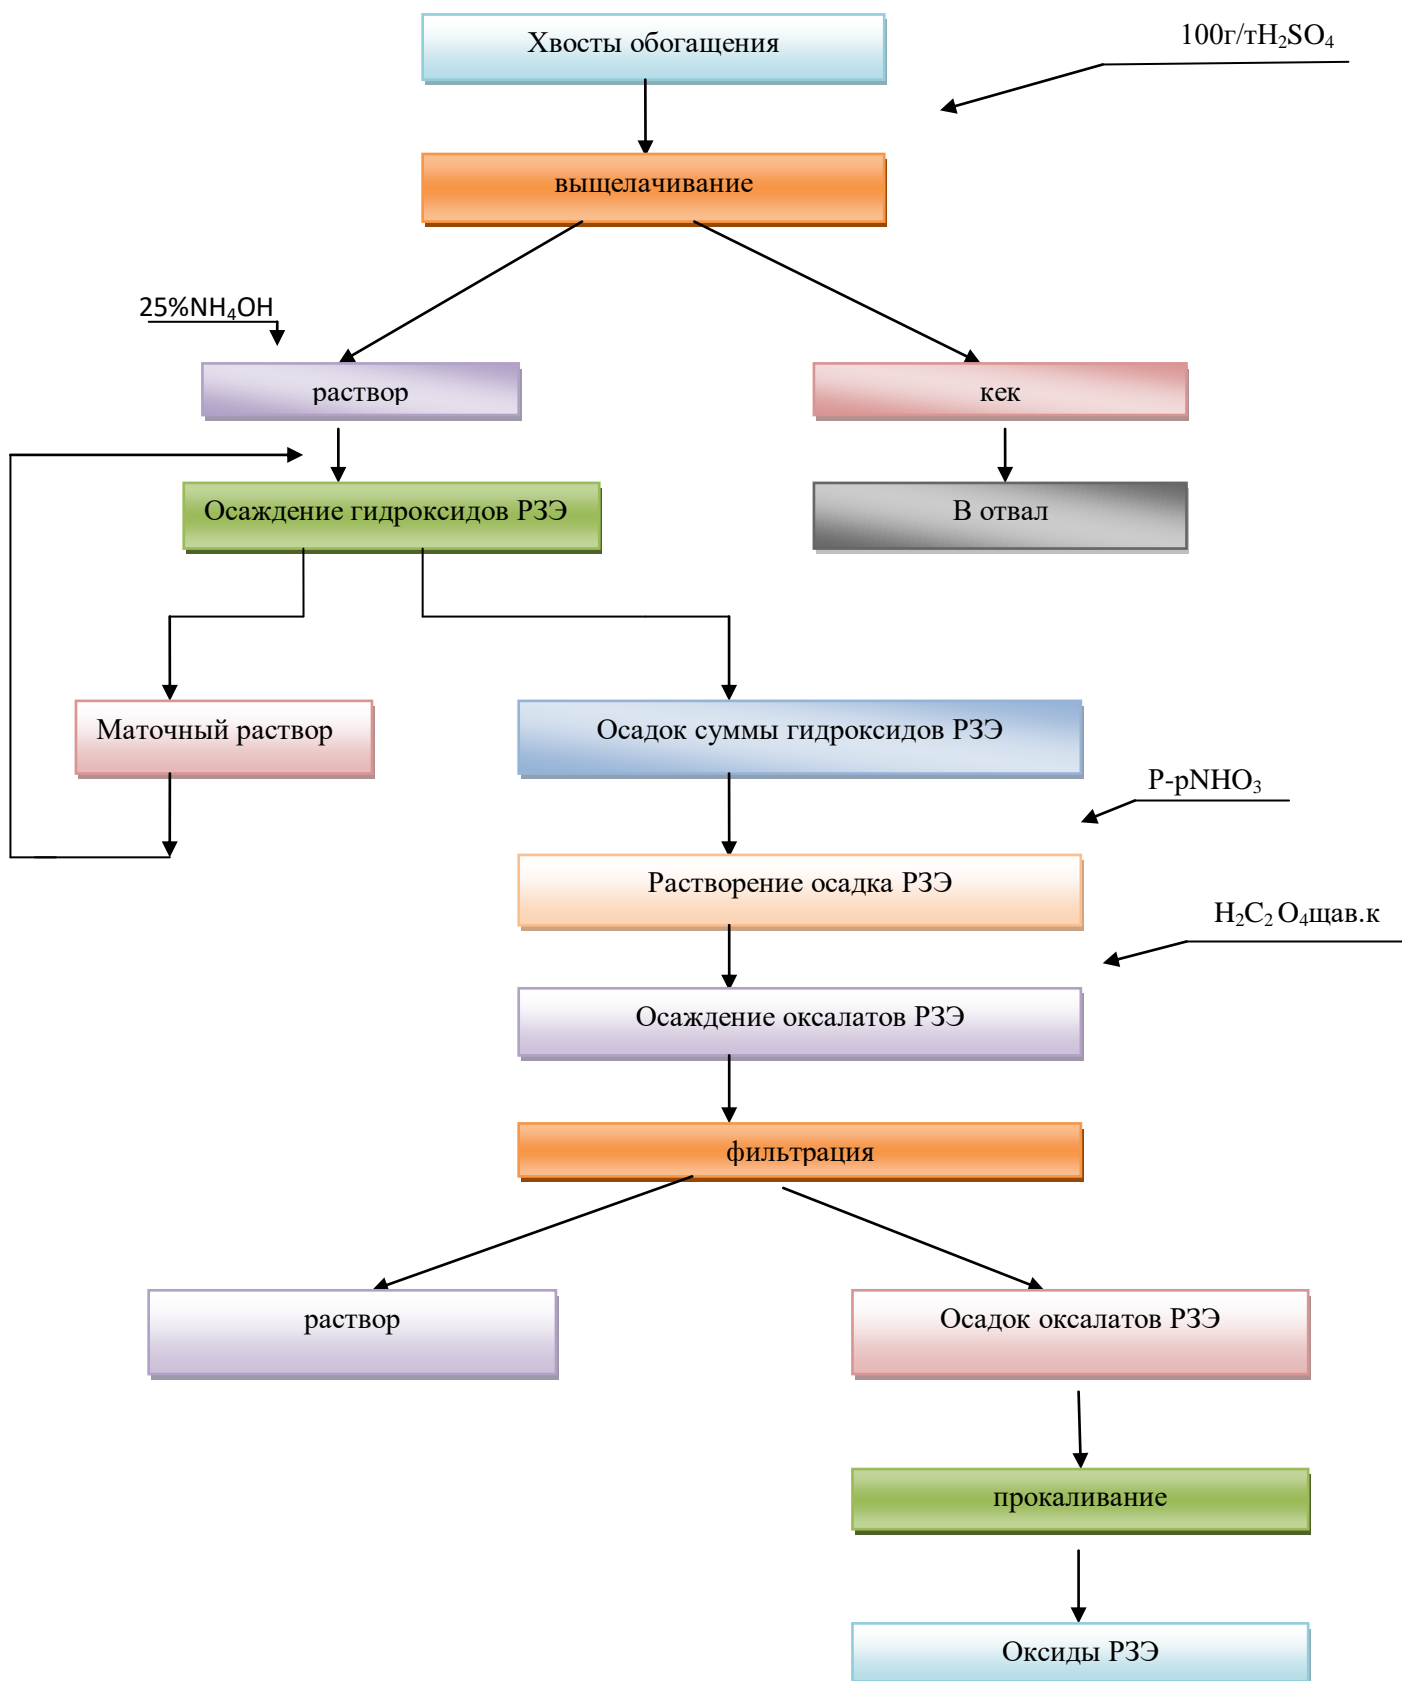 Хвосты обогащения
100г/тH₂SO₄
выщелачивание
25%NH₄OH
раствор
кек
Осаждение гидроксидов РЗЭ
В отвал
Маточный раствор
Осадок суммы гидроксидов РЗЭ
Р-рNHO₃
Растворение осадка РЗЭ
H₂C₂ O₄щав.к
Осаждение оксалатов РЗЭ
фильтрация
раствор
Осадок оксалатов РЗЭ
прокаливание
Оксиды РЗЭ